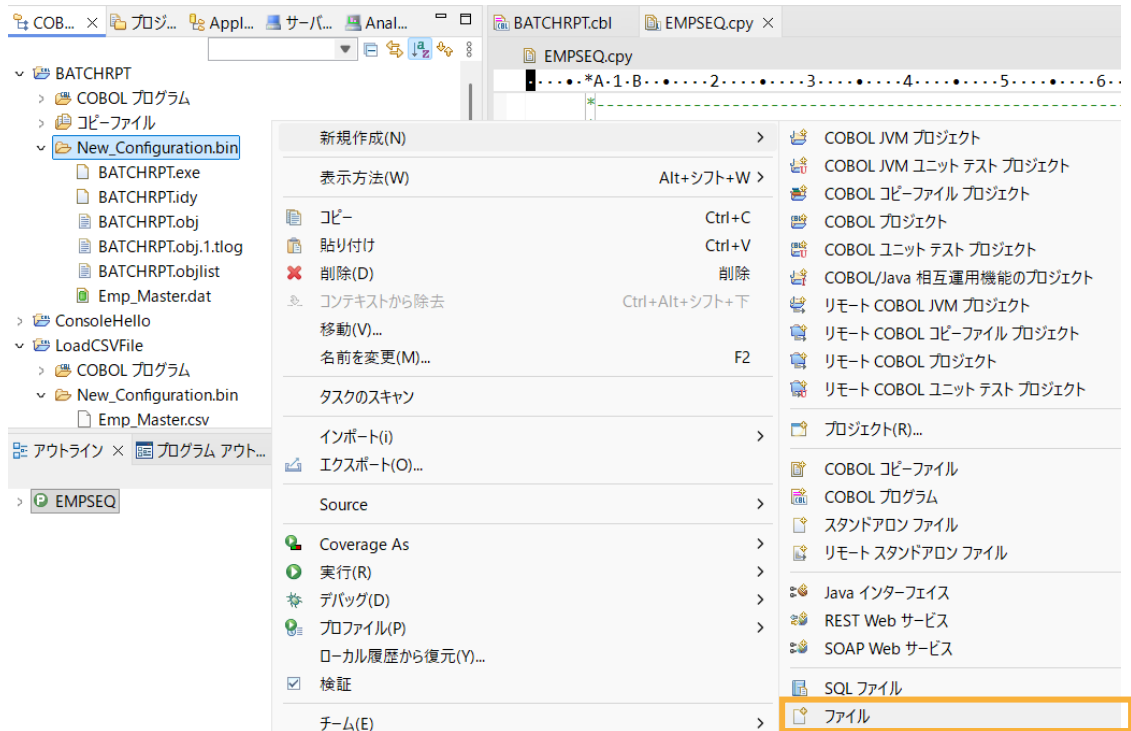 COB... × プロジ... Appl... サーバ... Anal...
BATCHRPT
COBOL プログラム
コピーファイル
New_Configuration.bin
BATCHRPT.exe
BATCHRPT.idy
BATCHRPT.obj
BATCHRPT.obj.1.tlog
BATCHRPT.objlist
Emp_Master.dat
ConsoleHello
LoadCSVFile
COBOL プログラム
New_Configuration.bin
Emp_Master.csv
アウトライン × プログラム アウト...
EMPSEQ
BATCHRPT.cbl EMPSEQ.cpy ×
EMPSEQ.cpy
*A·1·B··•····2····•····3····•····4····•····5····•····6··
*------------------------------------------------------
新規作成(N)
表示方法(W) Alt+シフト+W
コピー Ctrl+C
貼り付け Ctrl+V
削除(D) 削除
コンテキストから除去 Ctrl+Alt+シフト+下
移動(V)...
名前を変更(M)... F2
タスクのスキャン
インポート(i)
エクスポート(O)...
Source
Coverage As
実行(R)
デバッグ(D)
プロファイル(P)
ローカル履歴から復元(Y)...
検証
チーム(E)
COBOL JVM プロジェクト
COBOL JVM ユニット テスト プロジェクト
COBOL コピーファイル プロジェクト
COBOL プロジェクト
COBOL ユニット テスト プロジェクト
COBOL/Java 相互運用機能のプロジェクト
リモート COBOL JVM プロジェクト
リモート COBOL コピーファイル プロジェクト
リモート COBOL プロジェクト
リモート COBOL ユニット テスト プロジェクト
プロジェクト(R)...
COBOL コピーファイル
COBOL プログラム
スタンドアロン ファイル
リモート スタンドアロン ファイル
Java インターフェイス
REST Web サービス
SOAP Web サービス
SQL ファイル
ファイル